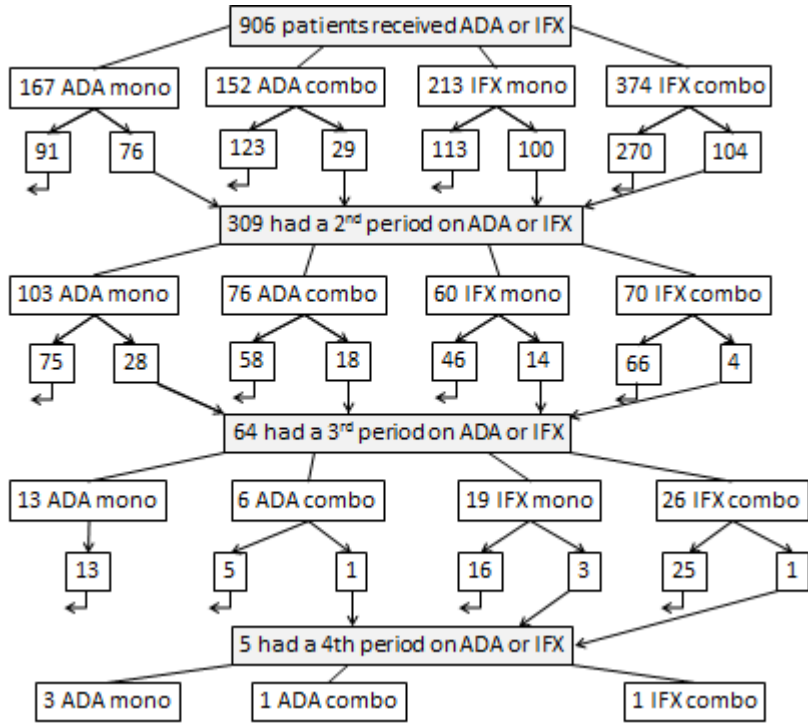 906 patients received ADA or IFX
167 ADA mono 152 ADA combo 213 IFX mono 374 IFX combo
91 76 123 29 113 100 270 104
309 had a 2nd period on ADA or IFX
103 ADA mono 76 ADA combo 60 IFX mono 70 IFX combo
75 28 58 18 46 14 66 4
64 had a 3rd period on ADA or IFX
13 ADA mono 6 ADA combo 19 IFX mono 26 IFX combo
13 5 1 16 3 25 1
5 had a 4th period on ADA or IFX
3 ADA mono 1 ADA combo 1 IFX combo